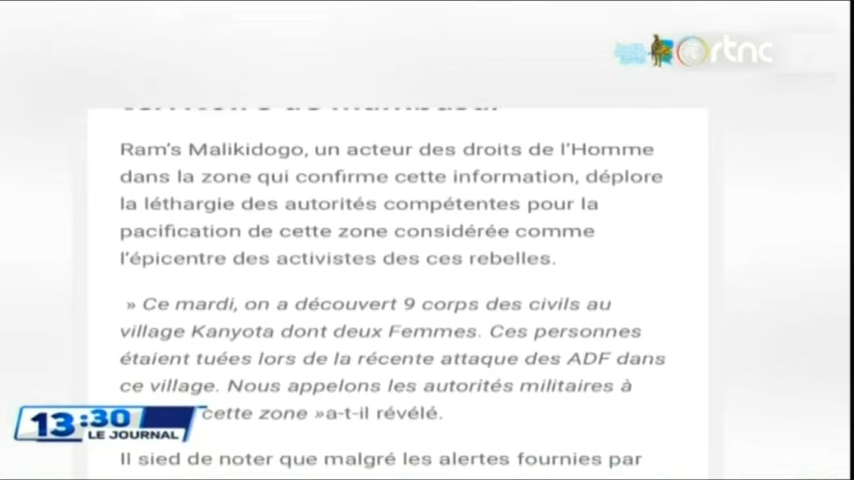 rtnc
Ram's Malikidogo, un acteur des droits de l'Homme
dans la zone qui confirme cette information, déplore
la léthargie des autorités compétentes pour la
pacification de cette zone considérée comme
l'épicentre des activistes des ces rebelles.
» Ce mardi, on a découvert 9 corps des civils au
village Kanyota dont deux Femmes. Ces personnes
étaient tuées lors de la récente attaque des ADF dans
ce village. Nous appelons les autorités militaires à
cette zone »a-t-il révélé.
13:30
LE JOURNAL
Il sied de noter que malgré les alertes fournies par